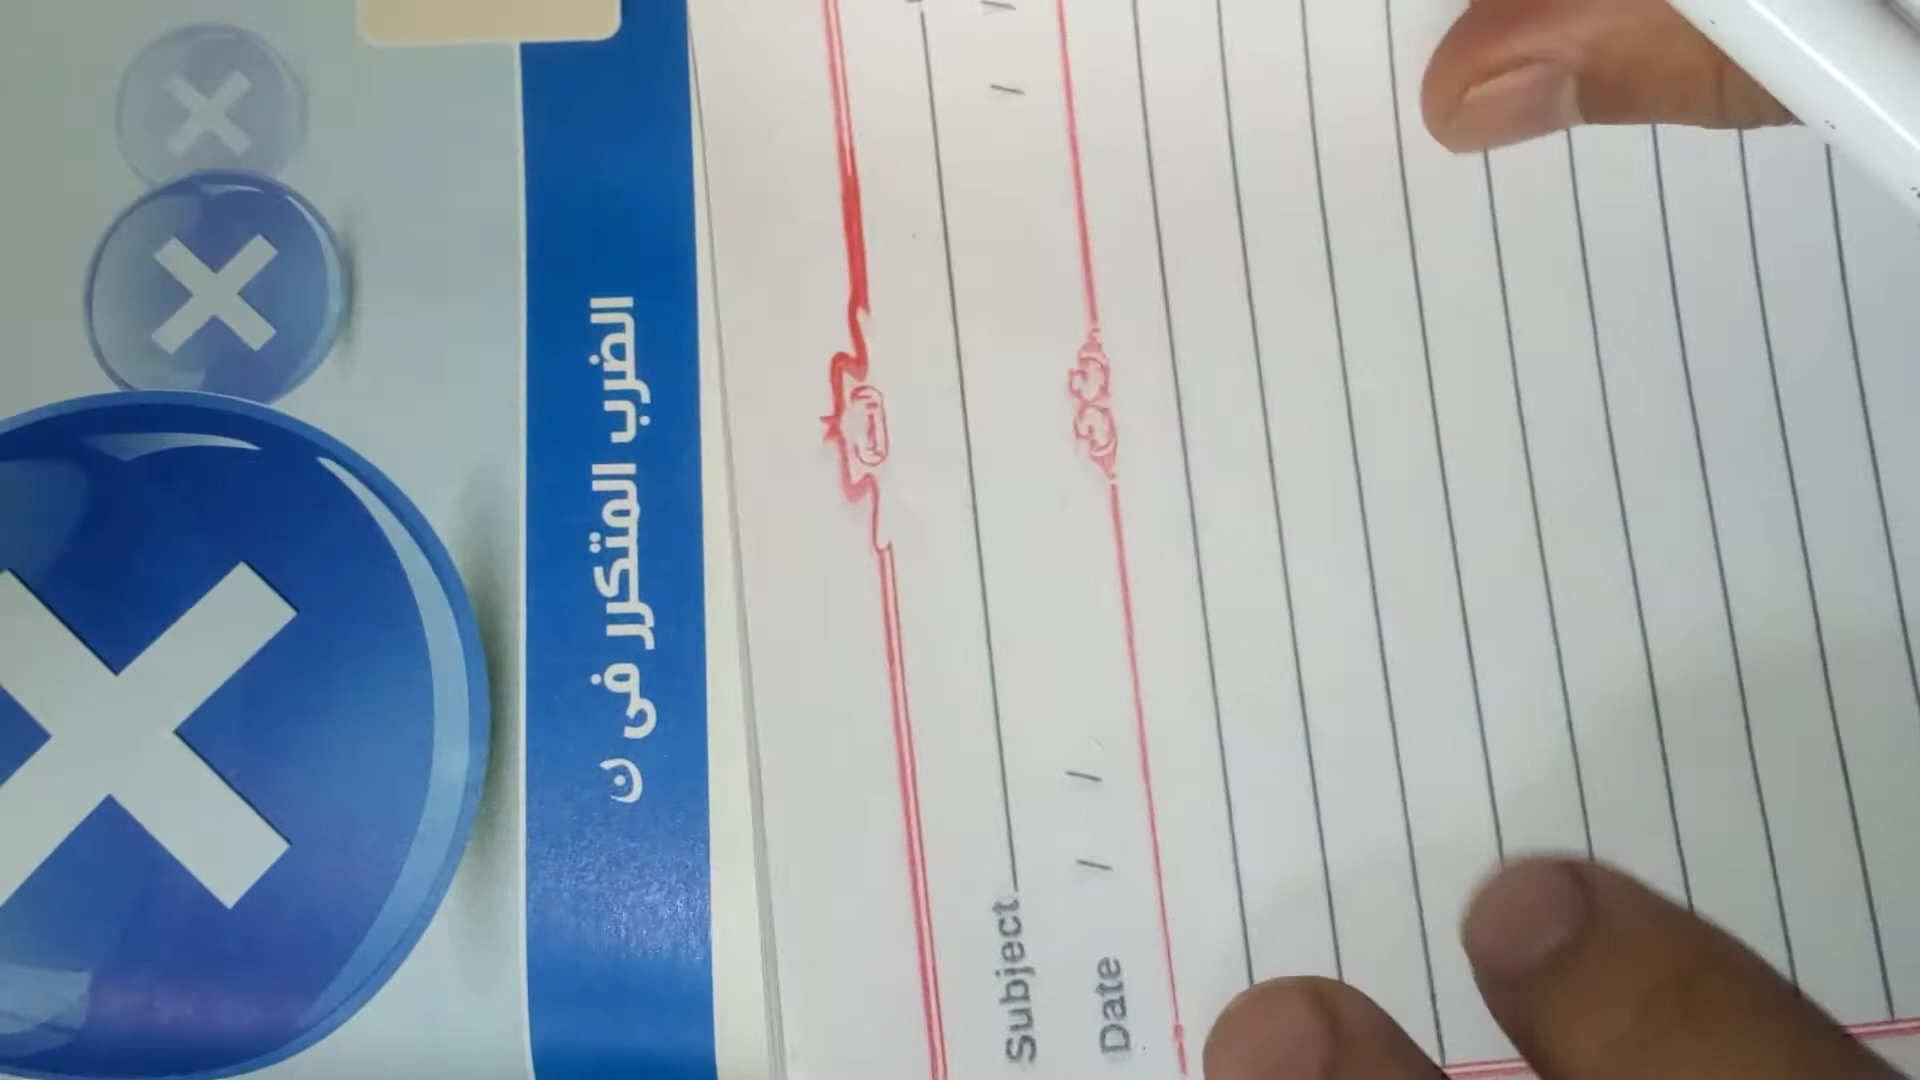 الضرب المتكرر فى ن
Subject
Date / /